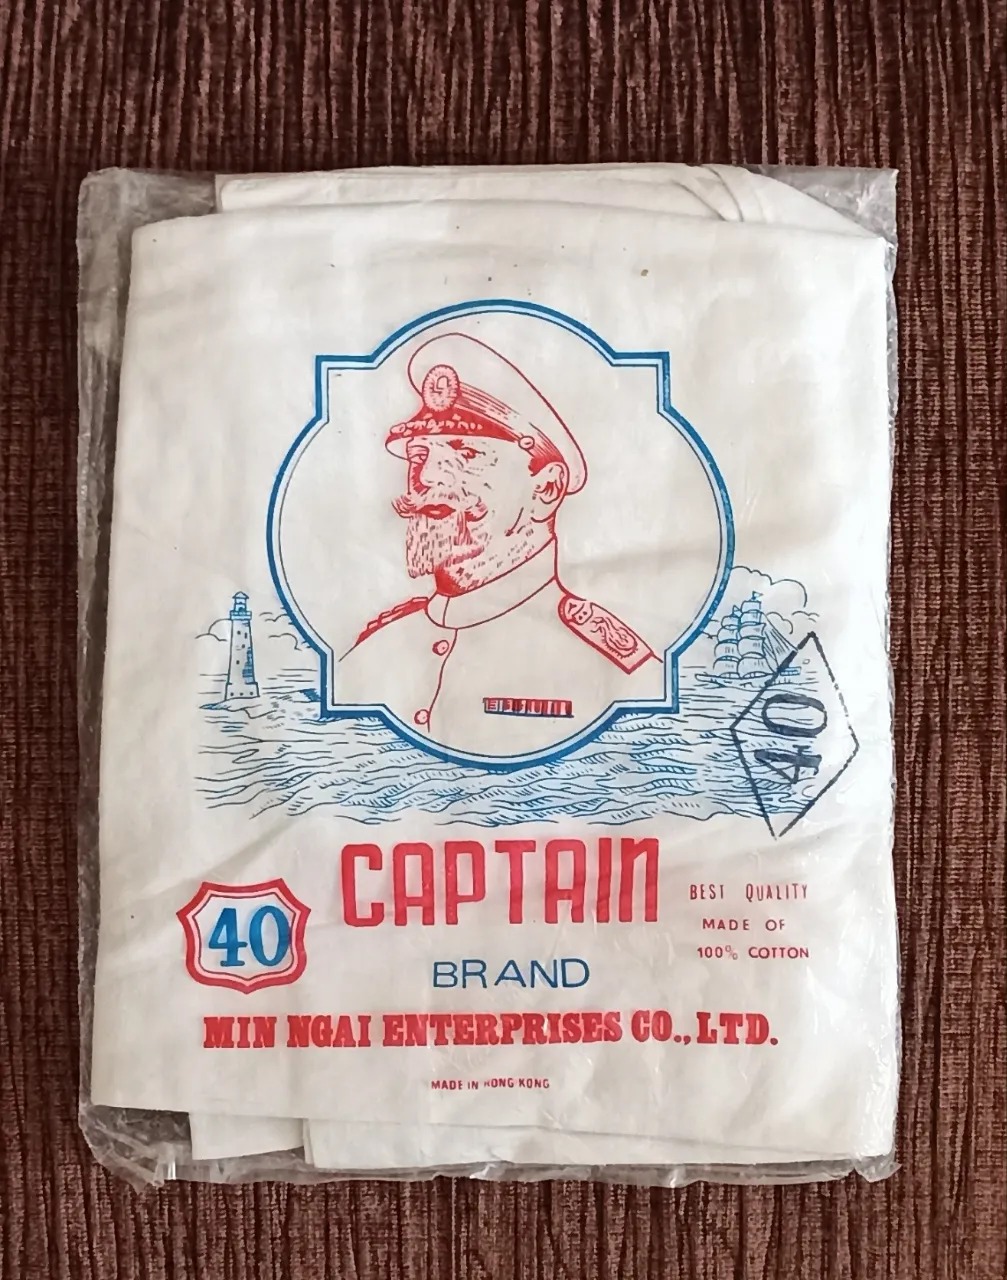 40
CAPTAIN
BEST QUALITY
MADE OF
100% COTTON
40
BRAND
MIN NGAI ENTERPRISES CO., LTD.
MADE IN HONG KONG